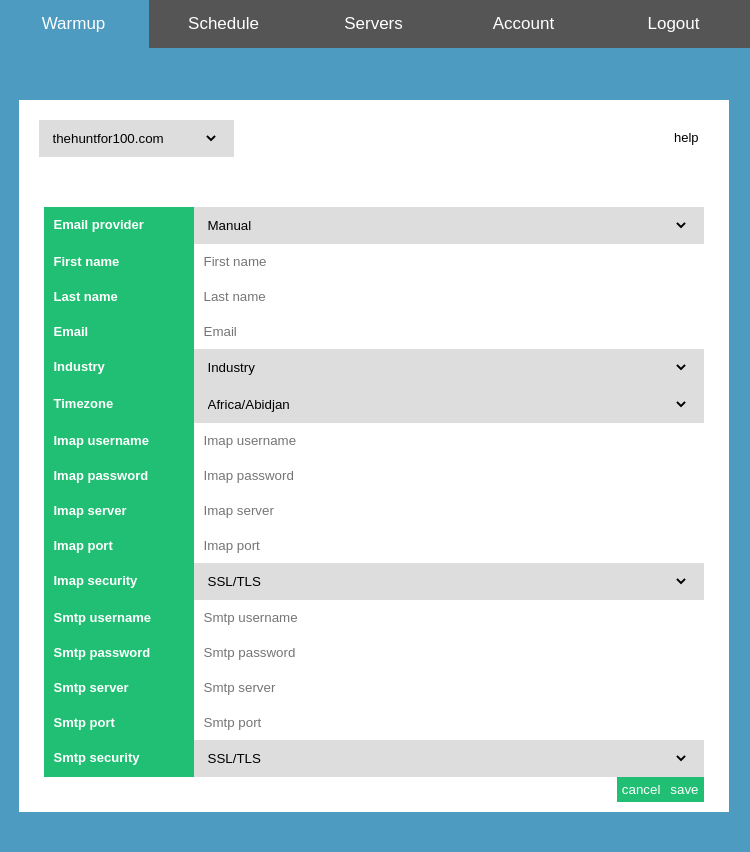 Warmup Schedule Servers Account Logout
thehuntfor100.com help
Email provider Manual
First name First name
Last name Last name
Email Email
Industry Industry
Timezone Africa/Abidjan
Imap username Imap username
Imap password Imap password
Imap server Imap server
Imap port Imap port
Imap security SSL/TLS
Smtp username Smtp username
Smtp password Smtp password
Smtp server Smtp server
Smtp port Smtp port
Smtp security SSL/TLS
cancel save